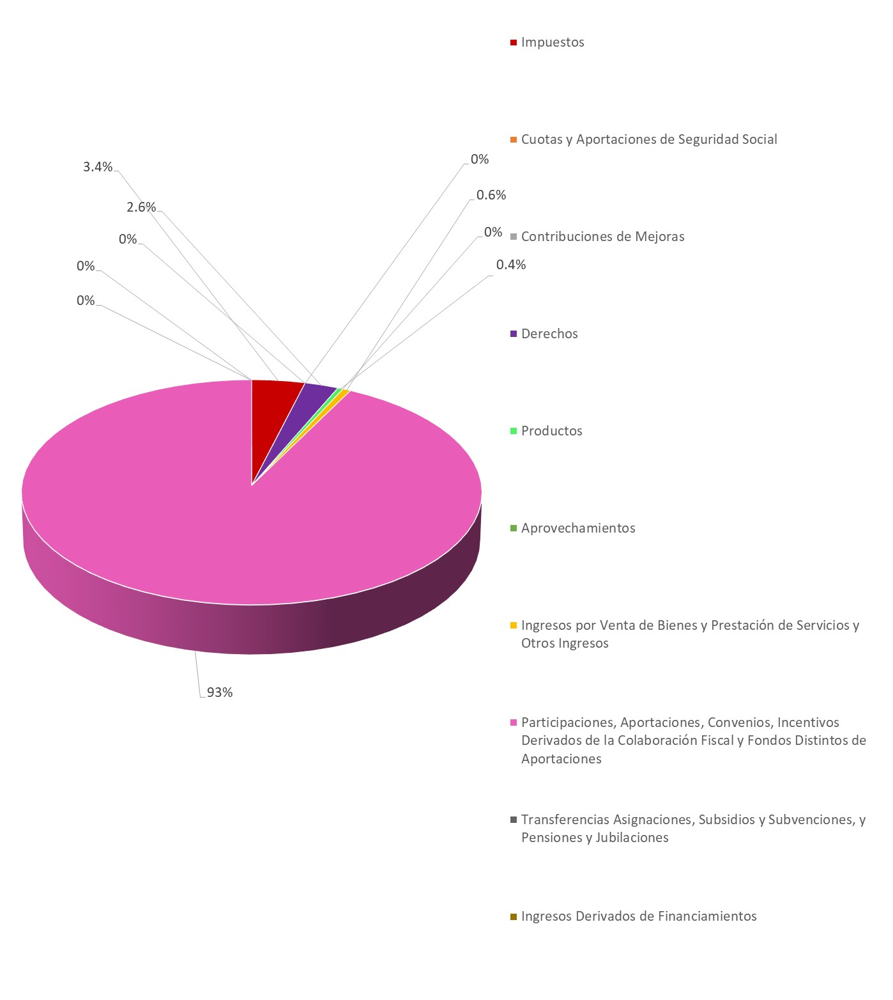 3.4%
2.6%
0%
0%
0%
0%
0.6%
0%
0.4%
93%
Impuestos
Cuotas y Aportaciones de Seguridad Social
Contribuciones de Mejoras
Derechos
Productos
Aprovechamientos
Ingresos por Venta de Bienes y Prestación de Servicios y
Otros Ingresos
Participaciones, Aportaciones, Convenios, Incentivos
Derivados de la Colaboración Fiscal y Fondos Distintos de
Aportaciones
Transferencias Asignaciones, Subsidios y Subvenciones, y
Pensiones y Jubilaciones
Ingresos Derivados de Financiamientos